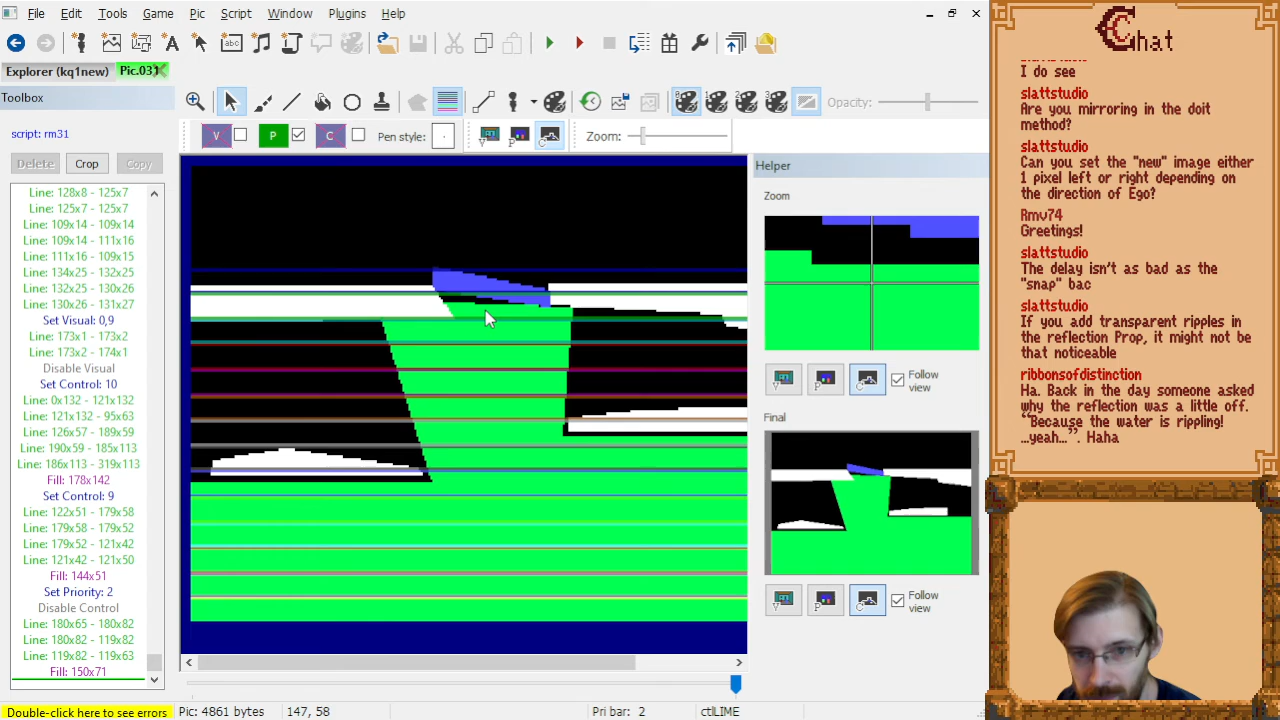 File Edit Tools Game Pic Script Window Plugins Help
Explorer (kq1new) Pic.031
Toolbox
script: rm31
Delete Crop Copy
Line: 128x8 - 125x7
Line: 125x7 - 125x7
Line: 109x14 - 109x14
Line: 109x14 - 111x16
Line: 111x16 - 109x15
Line: 134x25 - 132x25
Line: 132x25 - 130x26
Line: 130x26 - 131x27
Set Visual: 0,9
Line: 173x1 - 173x2
Line: 173x2 - 174x1
Disable Visual
Set Control: 10
Line: 0x132 - 121x132
Line: 121x132 - 95x63
Line: 126x57 - 189x59
Line: 190x59 - 185x113
Line: 186x113 - 319x113
Fill: 178x142
Set Control: 9
Line: 122x51 - 179x58
Line: 179x58 - 179x52
Line: 179x52 - 121x42
Line: 121x42 - 121x50
Fill: 144x51
Set Priority: 2
Disable Control
Line: 180x65 - 180x82
Line: 180x82 - 119x82
Line: 119x82 - 119x63
Fill: 150x71
Opacity:
V P C Pen style: V P C Zoom:
Helper
Zoom
V P C Follow view
Final
V P C Follow view
Double-click here to see errors Pic: 4861 bytes 147, 58 Pri bar: 2 ctlLIME
Chat
I do see
slattstudio
Are you mirroring in the doit
method?
slattstudio
Can you set the "new" image either
1 pixel left or right depending on
the direction of Ego?
Rmv74
Greetings!
slattstudio
The delay isn't as bad as the
"snap" bac
slattstudio
If you add transparent ripples in
the reflection Prop, it might not be
that noticeable
ribbonsofdistinction
Ha. Back in the day someone asked
why the reflection was a little off.
"Because the water is rippling!
...yeah...". Haha